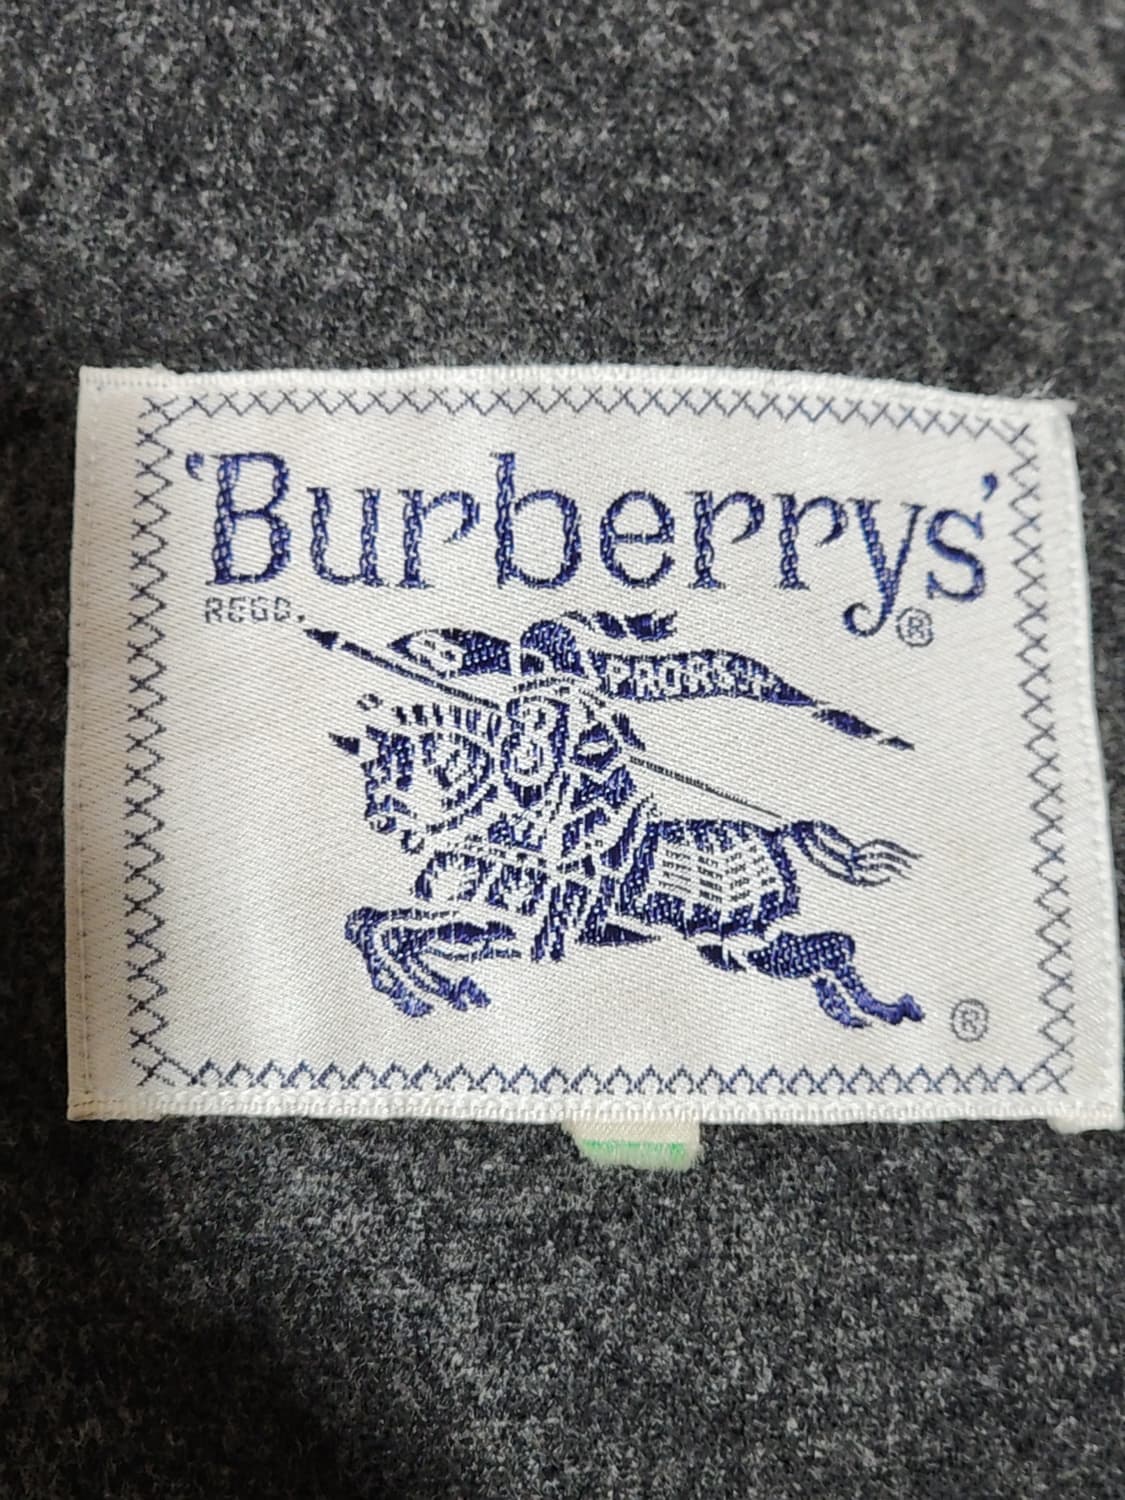 'Burberrys'
REGD. ®
PRORSUM
®